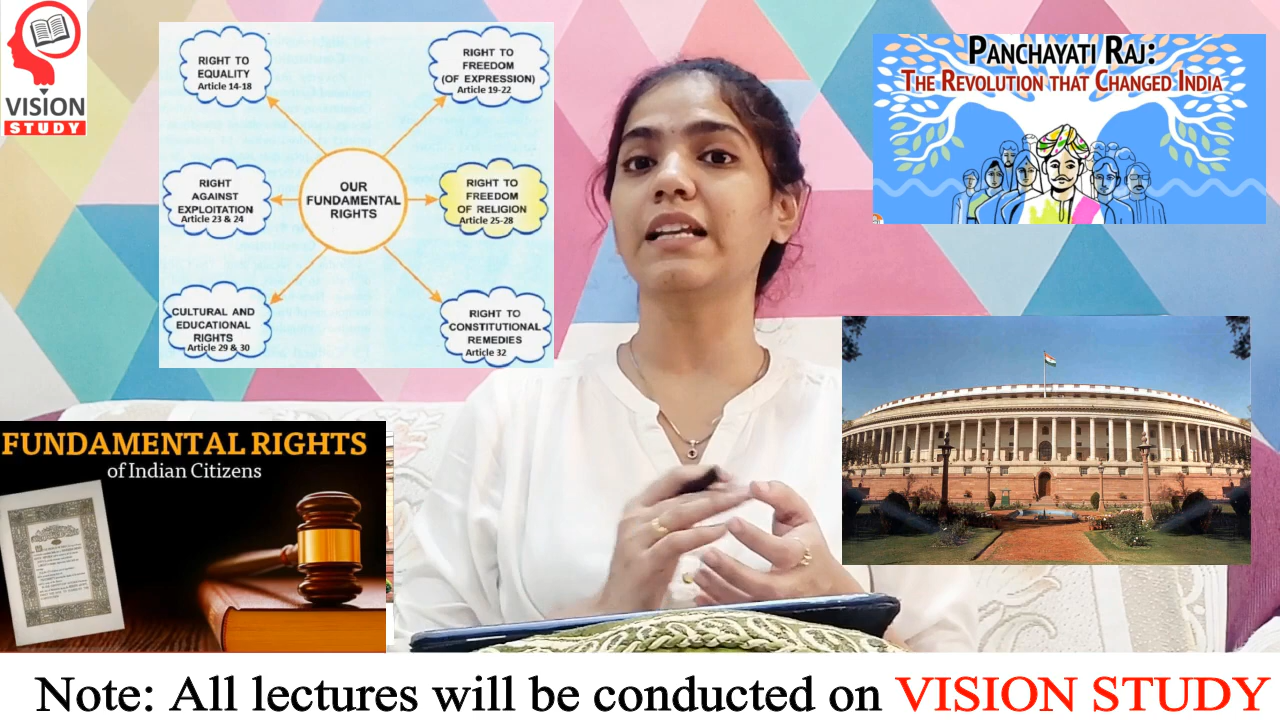 VISION
STUDY
RIGHT TO
EQUALITY
Article 14-18
RIGHT TO
FREEDOM
(OF EXPRESSION)
Article 19-22
RIGHT
AGAINST
EXPLOITATION
Article 23 & 24
OUR
FUNDAMENTAL
RIGHTS
RIGHT TO
FREEDOM
OF RELIGION
Article 25-28
CULTURAL AND
EDUCATIONAL
RIGHTS
Article 29 & 30
RIGHT TO
CONSTITUTIONAL
REMEDIES
Article 32
PANCHAYATI RAJ:
THE REVOLUTION THAT CHANGED INDIA
FUNDAMENTAL RIGHTS
of Indian Citizens
Note: All lectures will be conducted on VISION STUDY